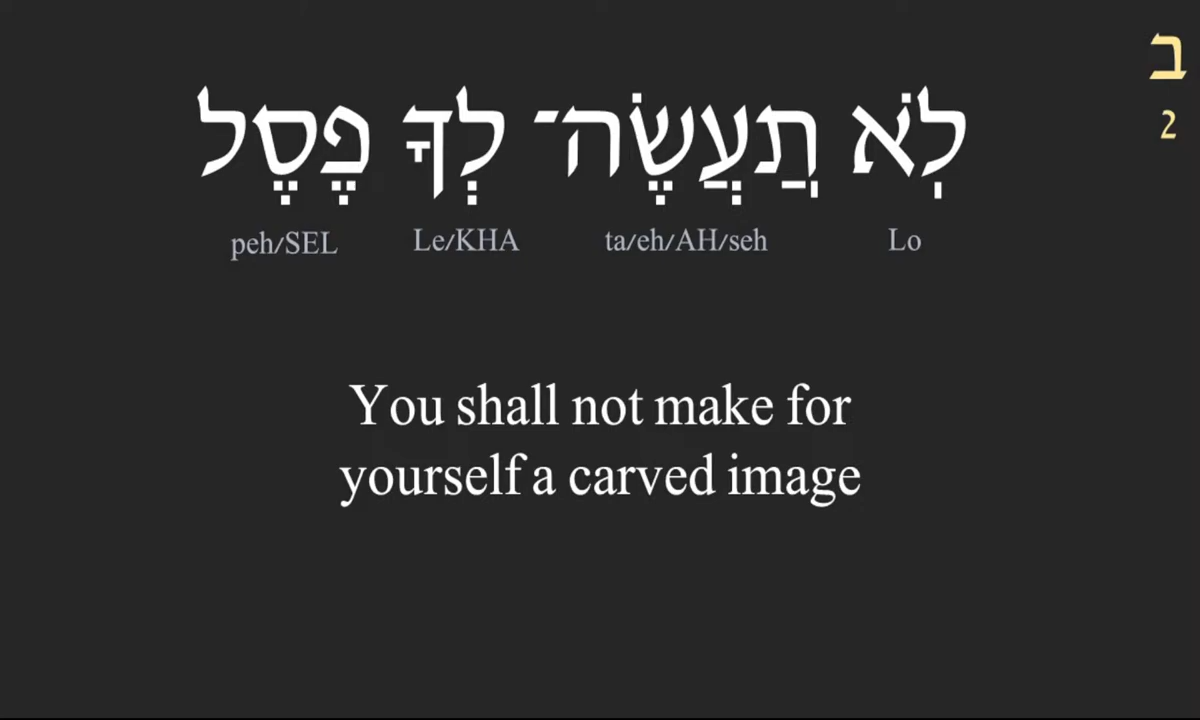 ב
2
לֹֽא תַֽעֲשֶׂה־ לְךָ פֶסֶל
Lo ta/eh/AH/seh Le/KHA peh/SEL
You shall not make for
yourself a carved image